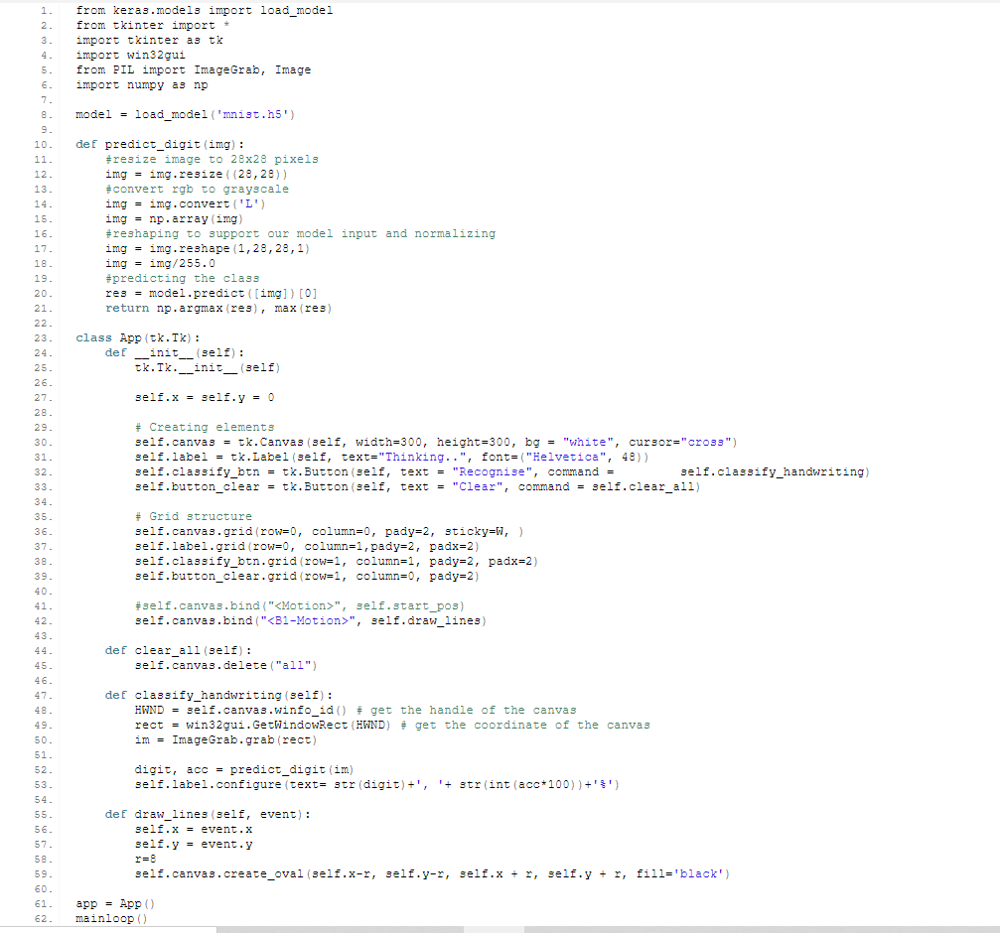 1. from keras.models import load_model
2. from tkinter import *
3. import tkinter as tk
4. import win32gui
5. from PIL import ImageGrab, Image
6. import numpy as np
7.
8. model = load_model('mnist.h5')
9.
10. def predict_digit(img):
11.     #resize image to 28x28 pixels
12.     img = img.resize((28,28))
13.     #convert rgb to grayscale
14.     img = img.convert('L')
15.     img = np.array(img)
16.     #reshaping to support our model input and normalizing
17.     img = img.reshape(1,28,28,1)
18.     img = img/255.0
19.     #predicting the class
20.     res = model.predict([img])[0]
21.     return np.argmax(res), max(res)
22.
23. class App(tk.Tk):
24.     def __init__(self):
25.         tk.Tk.__init__(self)
26.
27.         self.x = self.y = 0
28.
29.         # Creating elements
30.         self.canvas = tk.Canvas(self, width=300, height=300, bg = "white", cursor="cross")
31.         self.label = tk.Label(self, text="Thinking..", font=("Helvetica", 48))
32.         self.classify_btn = tk.Button(self, text = "Recognise", command =         self.classify_handwriting)
33.         self.button_clear = tk.Button(self, text = "Clear", command = self.clear_all)
34.
35.         # Grid structure
36.         self.canvas.grid(row=0, column=0, pady=2, sticky=W, )
37.         self.label.grid(row=0, column=1,pady=2, padx=2)
38.         self.classify_btn.grid(row=1, column=1, pady=2, padx=2)
39.         self.button_clear.grid(row=1, column=0, pady=2)
40.
41.         #self.canvas.bind("<Motion>", self.start_pos)
42.         self.canvas.bind("<B1-Motion>", self.draw_lines)
43.
44.     def clear_all(self):
45.         self.canvas.delete("all")
46.
47.     def classify_handwriting(self):
48.         HWND = self.canvas.winfo_id() # get the handle of the canvas
49.         rect = win32gui.GetWindowRect(HWND) # get the coordinate of the canvas
50.         im = ImageGrab.grab(rect)
51.
52.         digit, acc = predict_digit(im)
53.         self.label.configure(text= str(digit)+', '+ str(int(acc*100))+'%')
54.
55.     def draw_lines(self, event):
56.         self.x = event.x
57.         self.y = event.y
58.         r=8
59.         self.canvas.create_oval(self.x-r, self.y-r, self.x + r, self.y + r, fill='black')
60.
61. app = App()
62. mainloop()